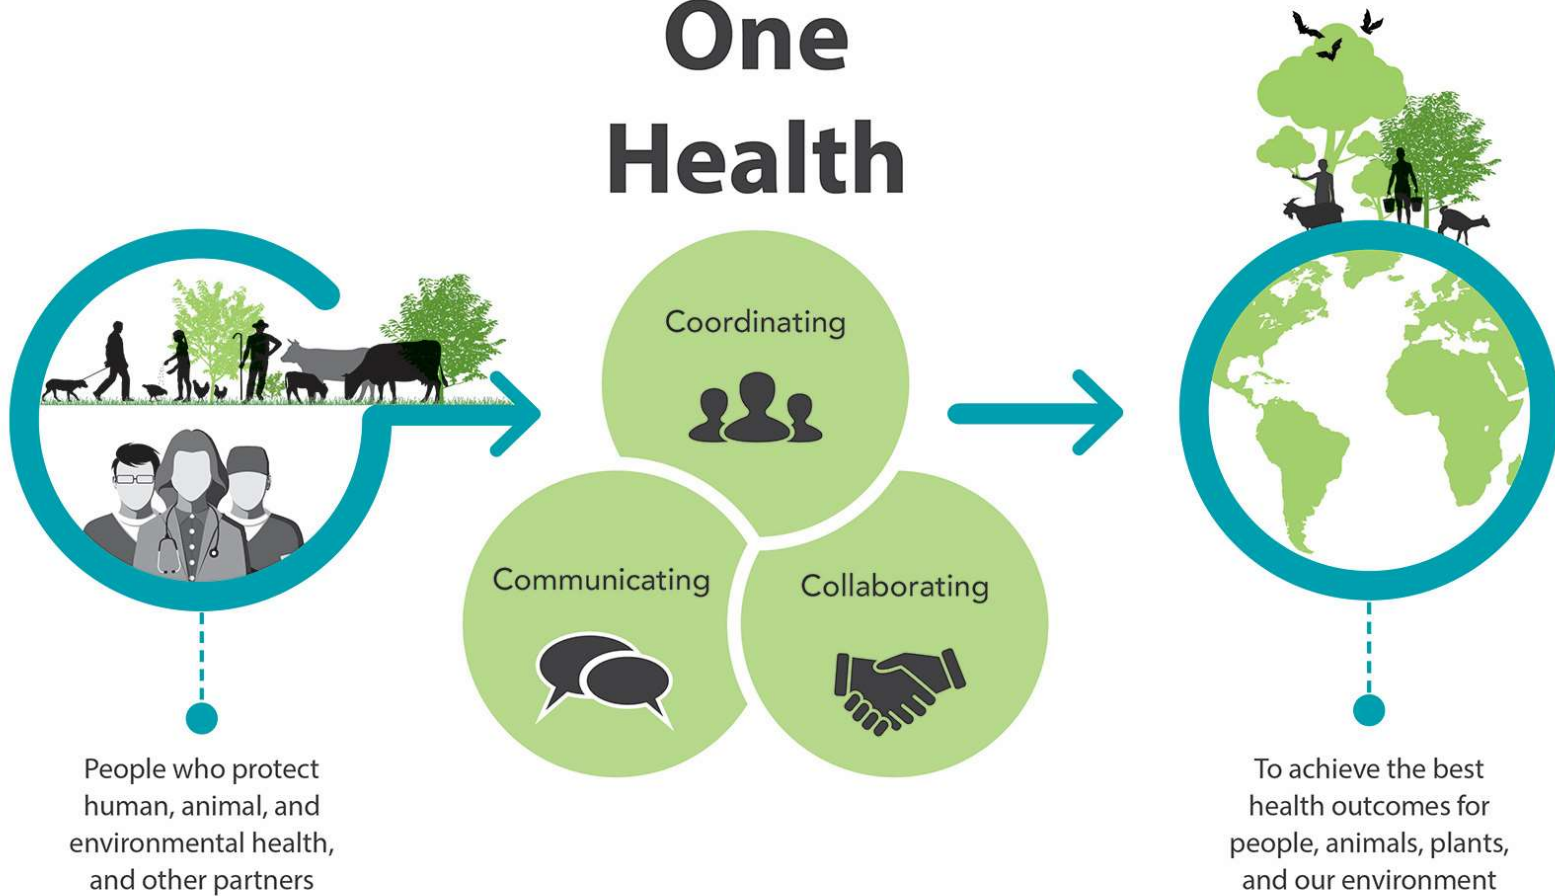 One
Health
Coordinating
Communicating
Collaborating
People who protect
human, animal, and
environmental health,
and other partners
To achieve the best
health outcomes for
people, animals, plants,
and our environment